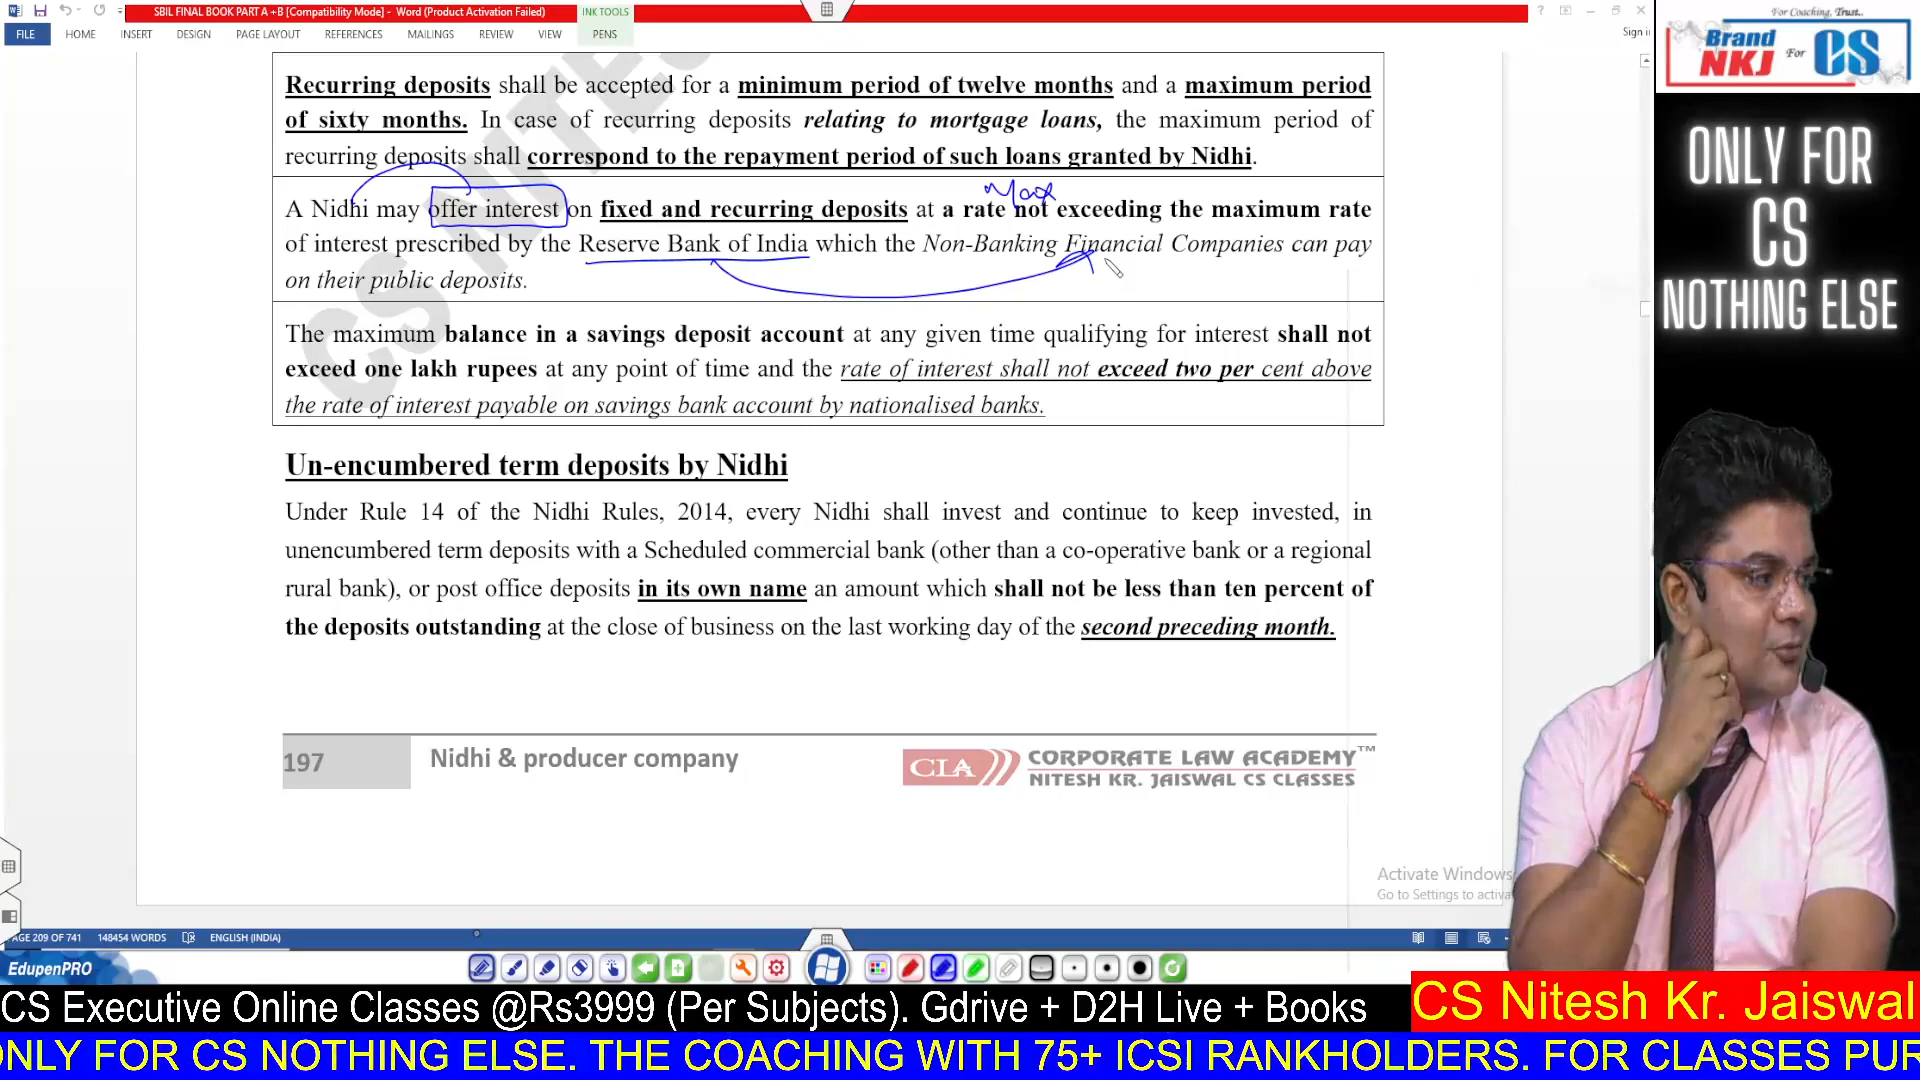 SBIL FINAL BOOK PART A +B [Compatibility Mode] - Word (Product Activation Failed)
INK TOOLS
FILE HOME INSERT DESIGN PAGE LAYOUT REFERENCES MAILINGS REVIEW VIEW PENS
Sign in
For Coaching, Trust..
Brand NKJ For CS
ONLY FOR
CS
NOTHING ELSE
CS NITES
Recurring deposits shall be accepted for a minimum period of twelve months and a maximum period
of sixty months. In case of recurring deposits relating to mortgage loans, the maximum period of
recurring deposits shall correspond to the repayment period of such loans granted by Nidhi.
Max
A Nidhi may offer interest on fixed and recurring deposits at a rate not exceeding the maximum rate
of interest prescribed by the Reserve Bank of India which the Non-Banking Financial Companies can pay
on their public deposits.
The maximum balance in a savings deposit account at any given time qualifying for interest shall not
exceed one lakh rupees at any point of time and the rate of interest shall not exceed two per cent above
the rate of interest payable on savings bank account by nationalised banks.
Un-encumbered term deposits by Nidhi
Under Rule 14 of the Nidhi Rules, 2014, every Nidhi shall invest and continue to keep invested, in
unencumbered term deposits with a Scheduled commercial bank (other than a co-operative bank or a regional
rural bank), or post office deposits in its own name an amount which shall not be less than ten percent of
the deposits outstanding at the close of business on the last working day of the second preceding month.
197 Nidhi & producer company
CLA CORPORATE LAW ACADEMY™
NITESH KR. JAISWAL CS CLASSES
Activate Windows
Go to Settings to activa
PAGE 209 OF 741 148454 WORDS ENGLISH (INDIA)
EdupenPRO
CS Executive Online Classes @Rs3999 (Per Subjects). Gdrive + D2H Live + Books
CS Nitesh Kr. Jaiswal
ONLY FOR CS NOTHING ELSE. THE COACHING WITH 75+ ICSI RANKHOLDERS. FOR CLASSES PUR